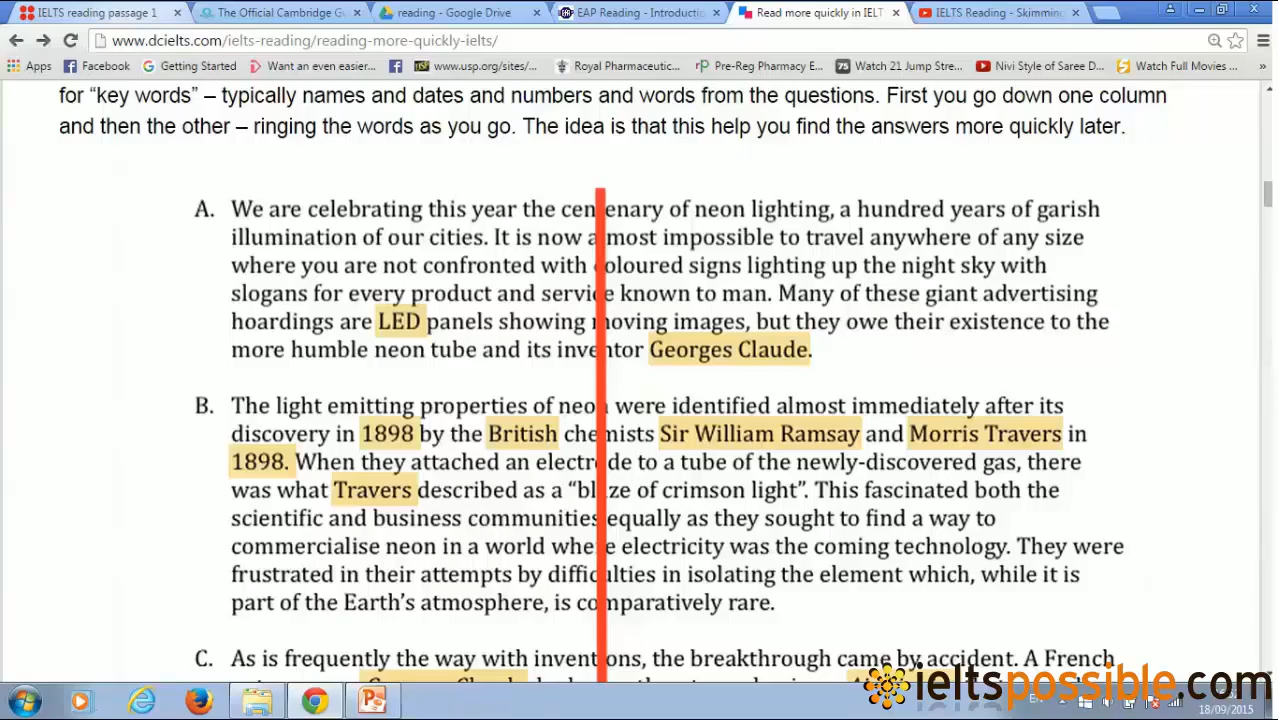 IELTS reading passage 1
The Official Cambridge Gu
reading - Google Drive
EAP Reading - Introductio
Read more quickly in IELT
IELTS Reading - Skimming
www.dcielts.com/ielts-reading/reading-more-quickly-ielts/
Apps Facebook Getting Started Want an even easier... www.usp.org/sites/... Royal Pharmaceutic... Pre-Reg Pharmacy E... Watch 21 Jump Stre... Nivi Style of Saree D... Watch Full Movies ...
for “key words” – typically names and dates and numbers and words from the questions. First you go down one column
and then the other – ringing the words as you go. The idea is that this help you find the answers more quickly later.
A. We are celebrating this year the centenary of neon lighting, a hundred years of garish
illumination of our cities. It is now almost impossible to travel anywhere of any size
where you are not confronted with coloured signs lighting up the night sky with
slogans for every product and service known to man. Many of these giant advertising
hoardings are LED panels showing moving images, but they owe their existence to the
more humble neon tube and its inventor Georges Claude.
B. The light emitting properties of neon were identified almost immediately after its
discovery in 1898 by the British chemists Sir William Ramsay and Morris Travers in
1898. When they attached an electrode to a tube of the newly-discovered gas, there
was what Travers described as a “blaze of crimson light”. This fascinated both the
scientific and business communities equally as they sought to find a way to
commercialise neon in a world where electricity was the coming technology. They were
frustrated in their attempts by difficulties in isolating the element which, while it is
part of the Earth’s atmosphere, is comparatively rare.
C. As is frequently the way with inventions, the breakthrough came by accident. A French
ieltspossible.com
EN
18/09/2015